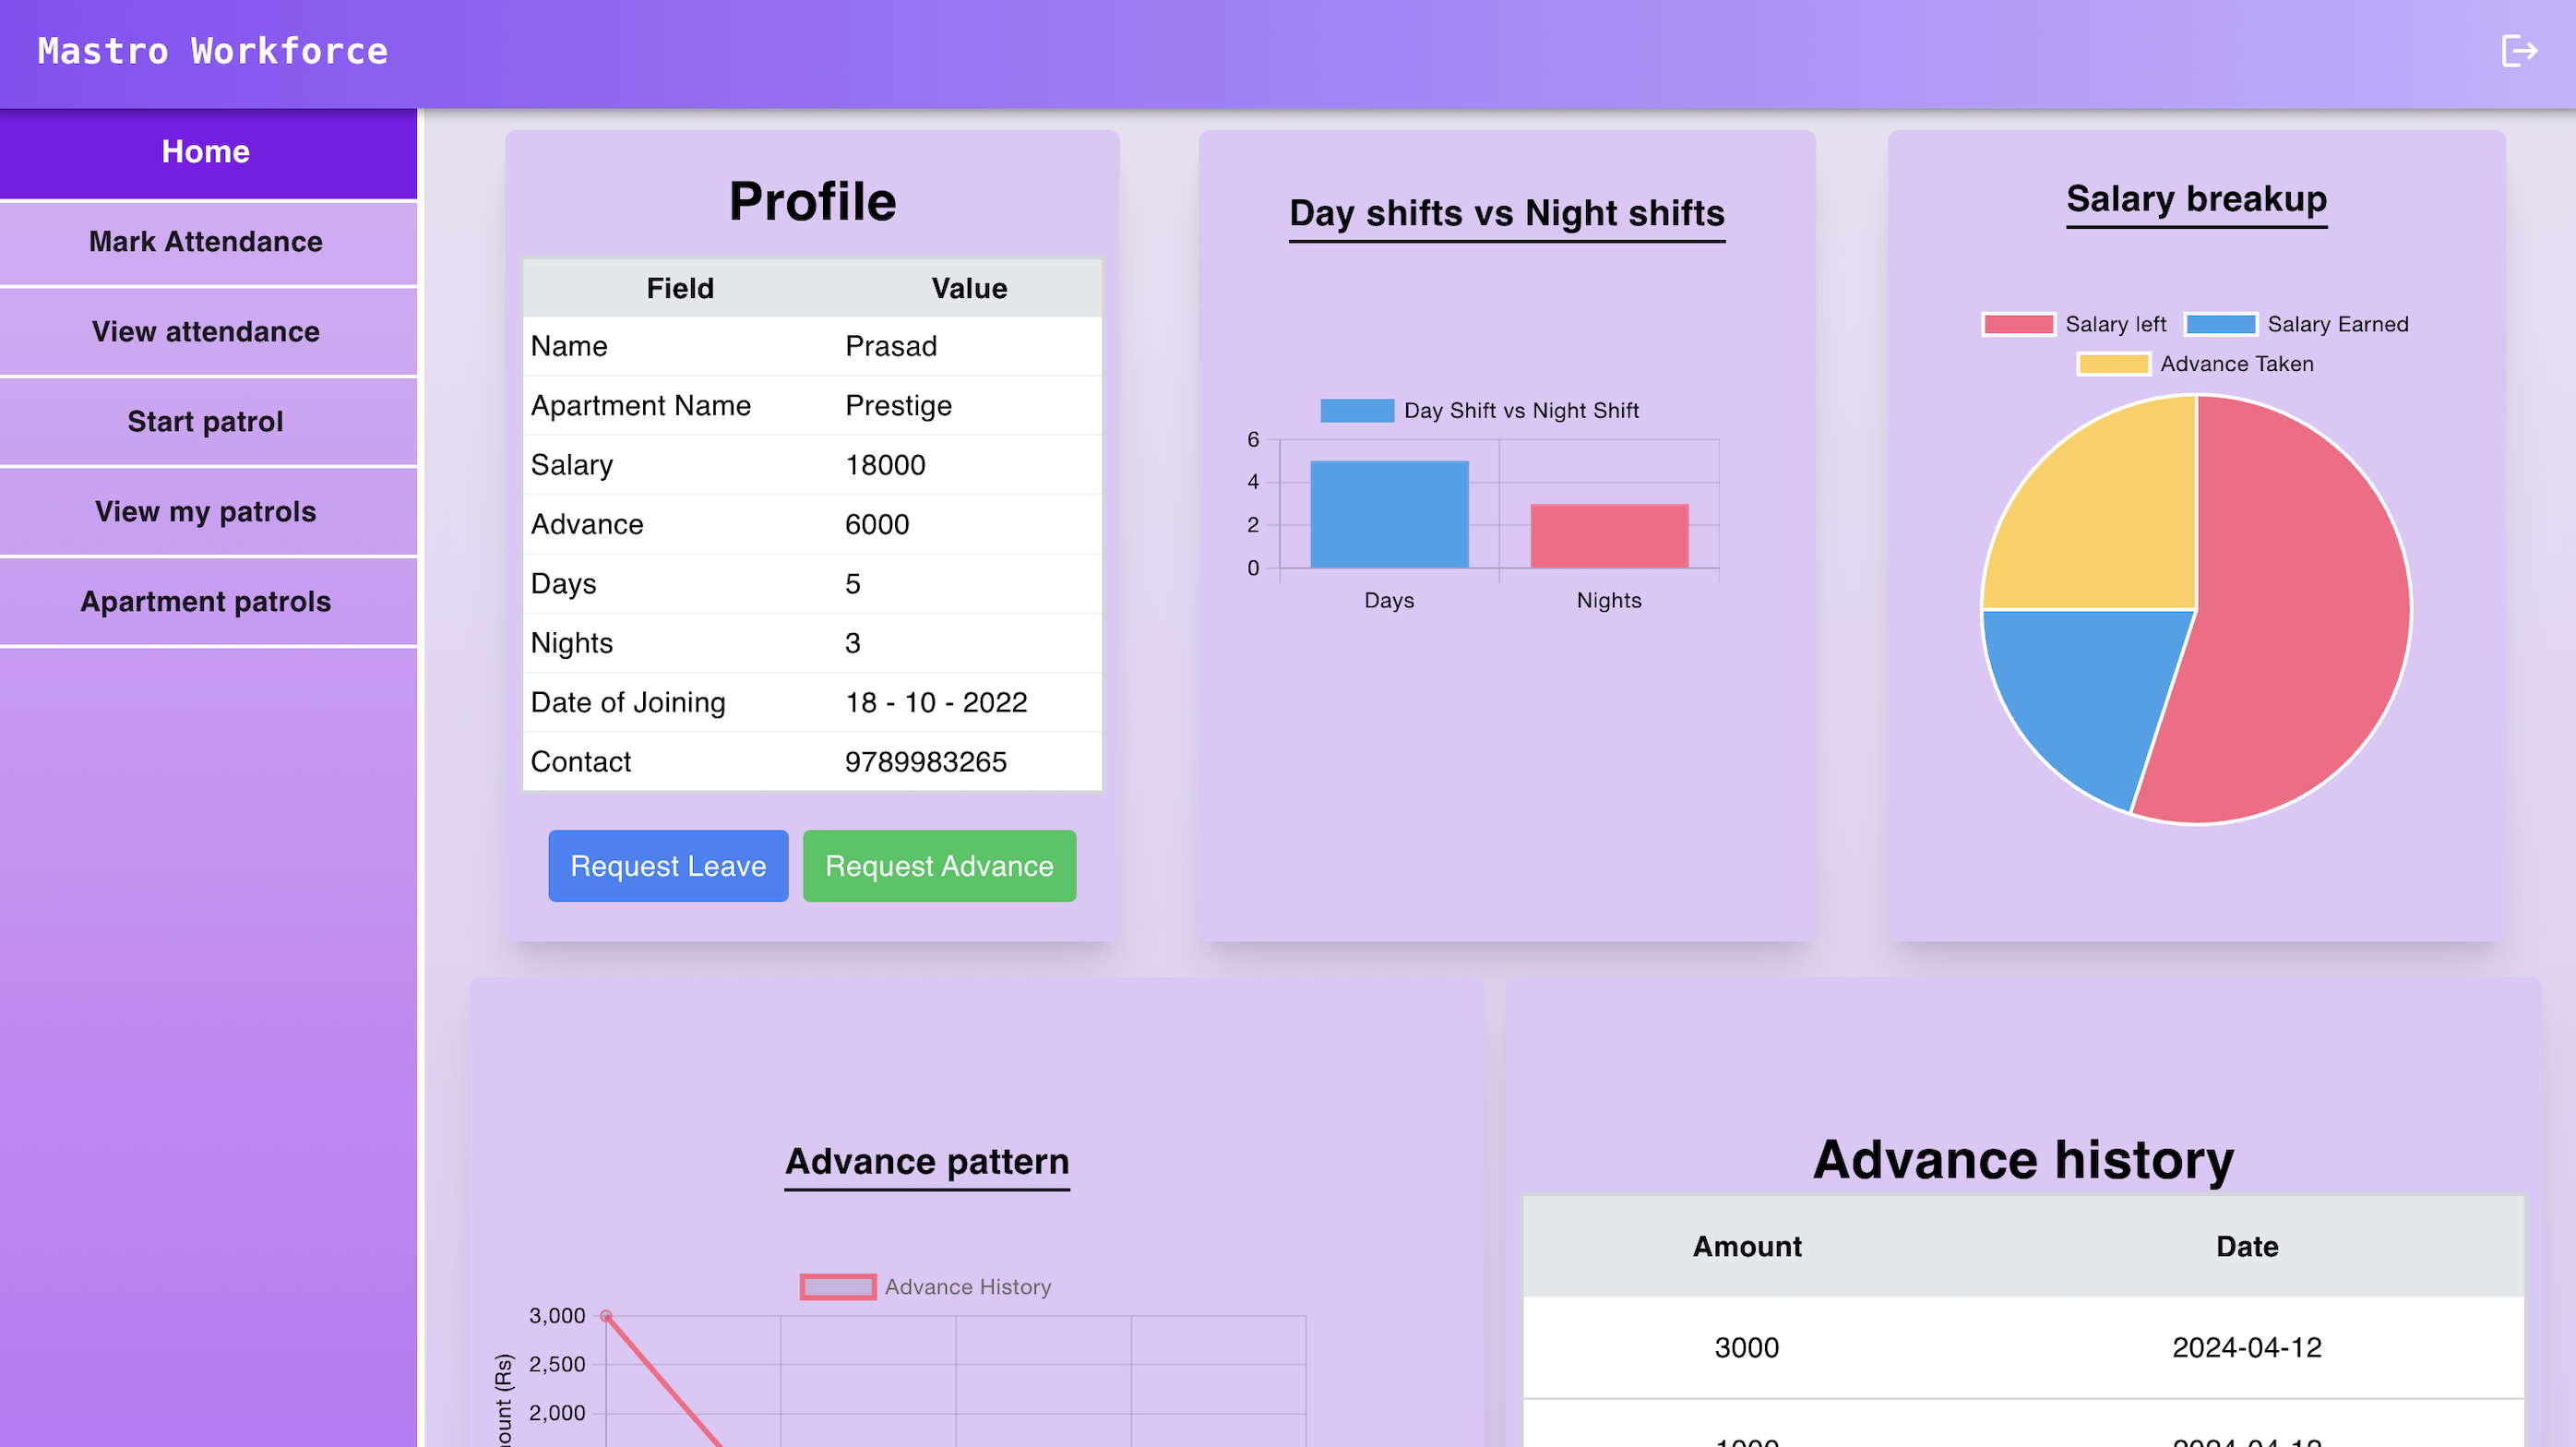 Mastro Workforce
Home
Mark Attendance
View attendance
Start patrol
View my patrols
Apartment patrols
Profile
Field Value
Name Prasad
Apartment Name Prestige
Salary 18000
Advance 6000
Days 5
Nights 3
Date of Joining 18 - 10 - 2022
Contact 9789983265
Request Leave Request Advance
Day shifts vs Night shifts
Day Shift vs Night Shift
6
4
2
0
Days Nights
Salary breakup
Salary left Salary Earned
Advance Taken
Advance pattern
Advance History
3,000
2,500
2,000
(Rs)
Advance history
Amount Date
3000 2024-04-12